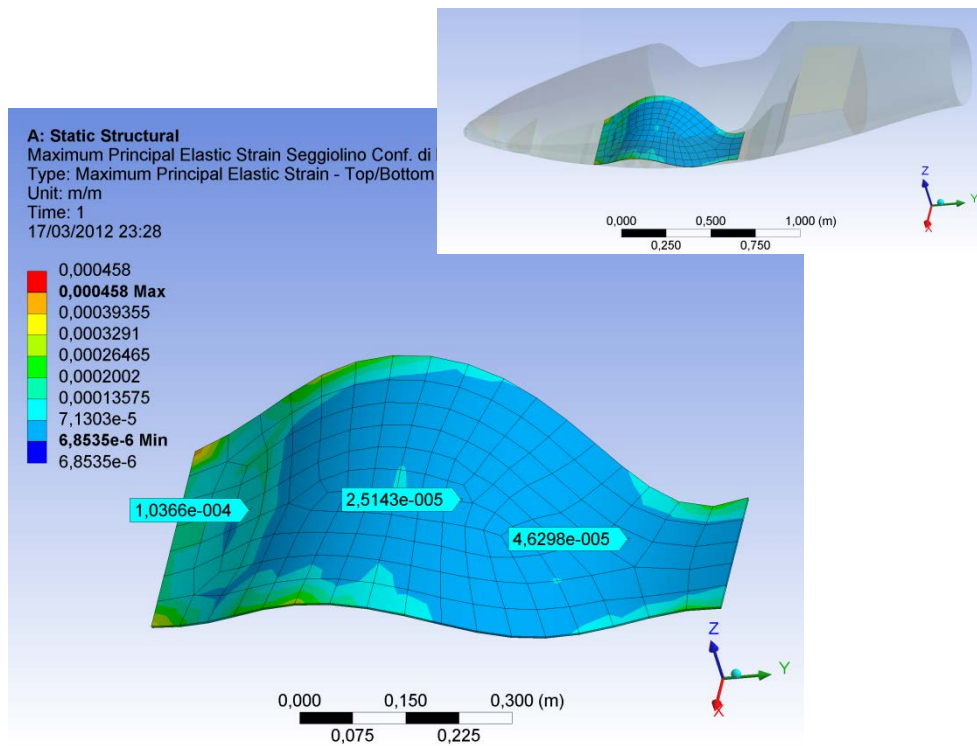 A: Static Structural
Maximum Principal Elastic Strain Seggiolino Conf. di
Type: Maximum Principal Elastic Strain - Top/Bottom
Unit: m/m
Time: 1
17/03/2012 23:28
0,000458
0,000458 Max
0,00039355
0,0003291
0,00026465
0,0002002
0,00013575
7,1303e-5
6,8535e-6 Min
6,8535e-6
0,000 0,500 1,000 (m)
0,250 0,750
Z
Y
X
1,0366e-004
2,5143e-005
4,6298e-005
0,000 0,150 0,300 (m)
0,075 0,225
Z
Y
X